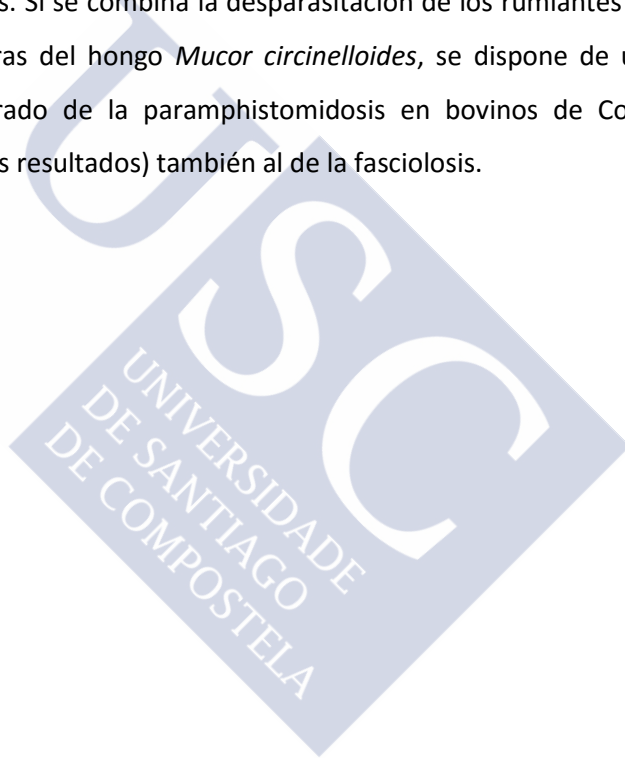 s. Si se combina la desparasitación de los rumiantes
ras del hongo Mucor circinelloides, se dispone de u
rado de la paramphistomidosis en bovinos de Co
s resultados) también al de la fasciolosis.
USC
UNIVERSIDADE
DE SANTIAGO
DE COMPOSTELA